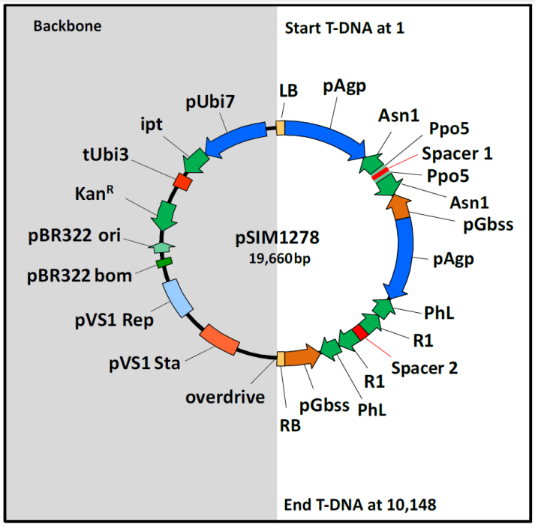 Backbone
Start T-DNA at 1
LB
pAgp
pUbi7
Asn1
ipt
Ppo5
Spacer 1
tUbi3
Ppo5
Asn1
KanR
pGbss
pSIM1278
pBR322 ori
19,660bp
pAgp
pBR322 bom
PhL
pVS1 Rep
R1
pVS1 Sta
Spacer 2
R1
overdrive
pGbss
PhL
RB
End T-DNA at 10,148